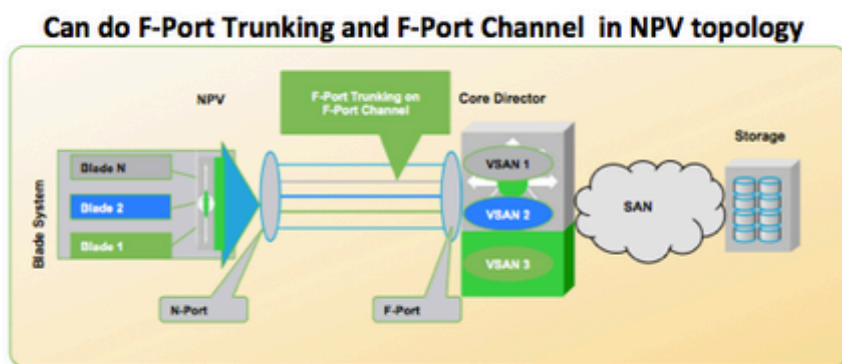 Can do F-Port Trunking and F-Port Channel in NPV topology
NPV
F-Port Trunking on
F-Port Channel
Core Director
Storage
Blade System
Blade N
Blade 2
Blade 1
VSAN 1
VSAN 2
VSAN 3
SAN
N-Port
F-Port